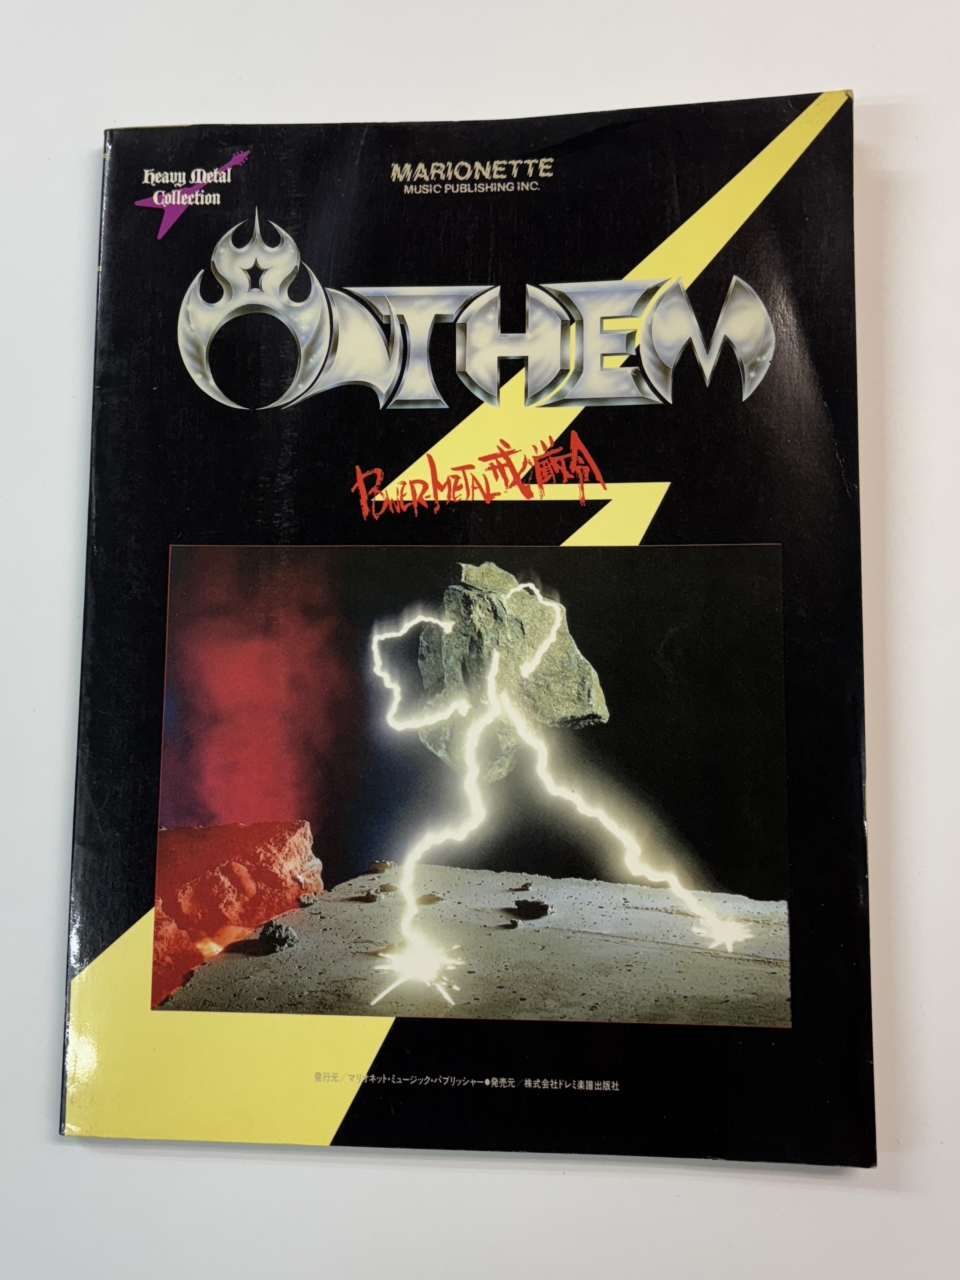 Heavy Metal
Collection
MARIONETTE
MUSIC PUBLISHING INC.
ANTHEM
POWER METAL戒厳令
発行元／マリオネット・ミュージック・パブリッシャー●発売元／株式会社ドレミ楽譜出版社